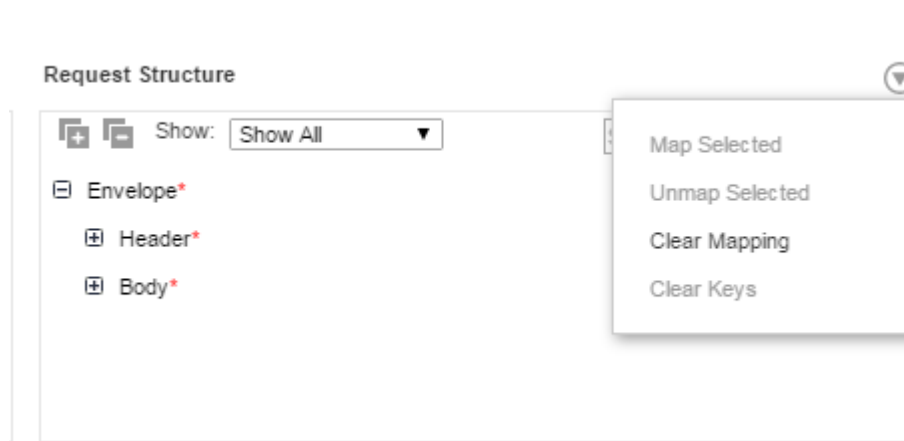 Request Structure
Show: Show All
Map Selected
Envelope*
Unmap Selected
Header*
Clear Mapping
Body*
Clear Keys